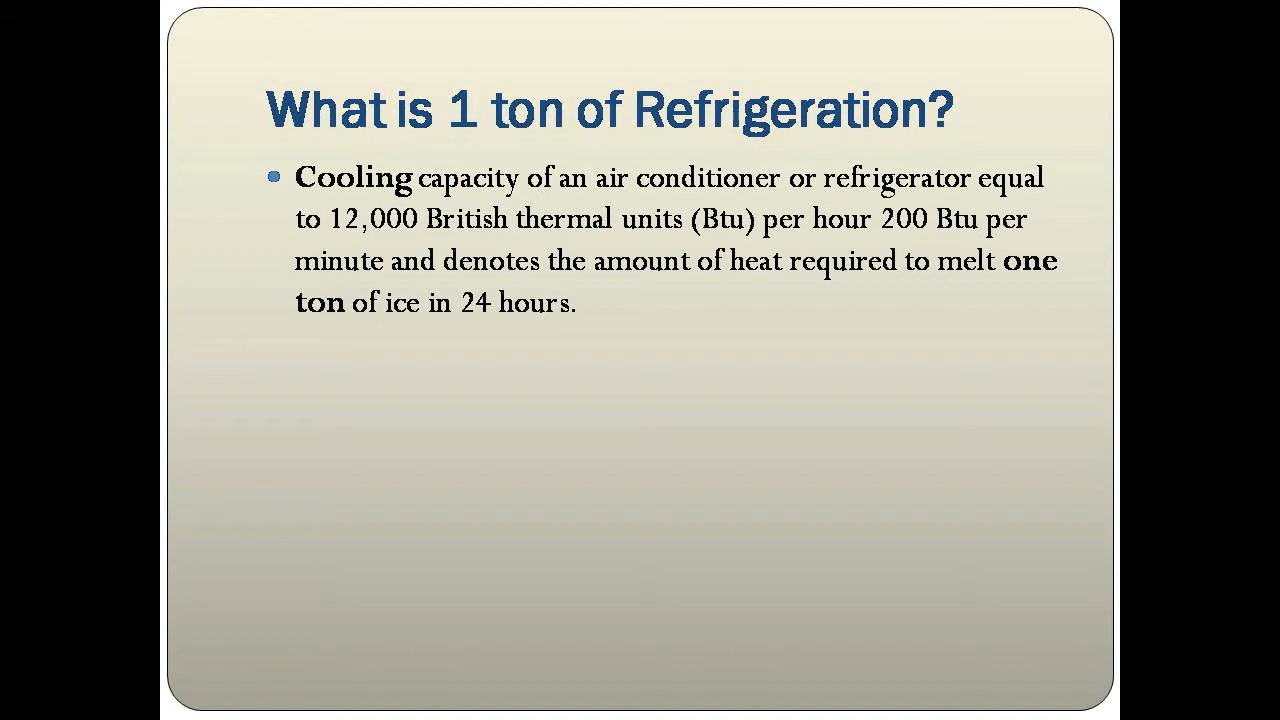 What is 1 ton of Refrigeration?
Cooling capacity of an air conditioner or refrigerator equal
to 12,000 British thermal units (Btu) per hour 200 Btu per
minute and denotes the amount of heat required to melt one
ton of ice in 24 hours.